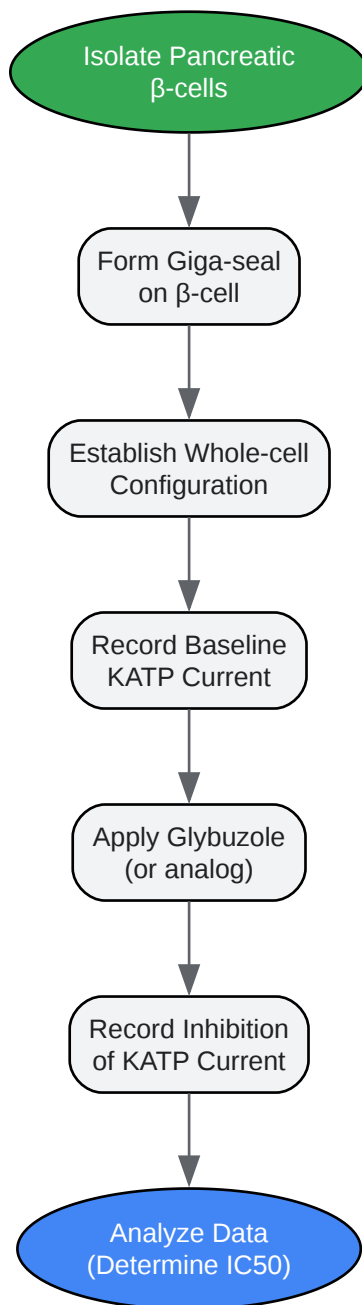 Isolate Pancreatic
β-cells
Form Giga-seal
on β-cell
Establish Whole-cell
Configuration
Record Baseline
KATP Current
Apply Glybuzole
(or analog)
Record Inhibition
of KATP Current
Analyze Data
(Determine IC50)